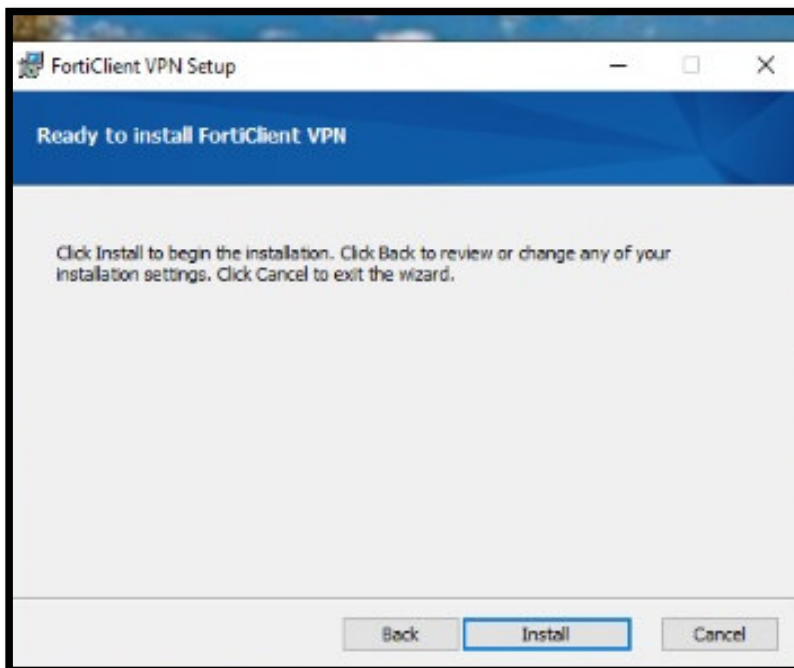 FortiClient VPN Setup
Ready to install FortiClient VPN
Click Install to begin the installation. Click Back to review or change any of your
installation settings. Click Cancel to exit the wizard.
Back Install Cancel